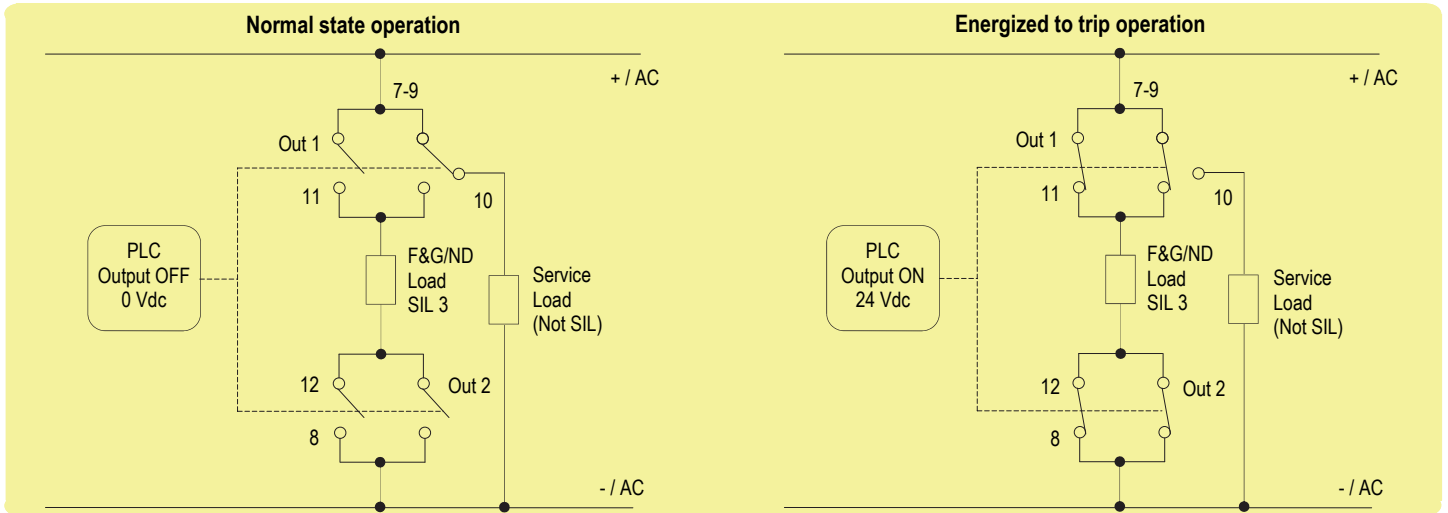 Normal state operation
+ / AC
7-9
Out 1
11
10
PLC
Output OFF
0 Vdc
F&G/ND
Load
SIL 3
Service
Load
(Not SIL)
12
Out 2
8
- / AC
Energized to trip operation
+ / AC
7-9
Out 1
11
10
PLC
Output ON
24 Vdc
F&G/ND
Load
SIL 3
Service
Load
(Not SIL)
12
Out 2
8
- / AC